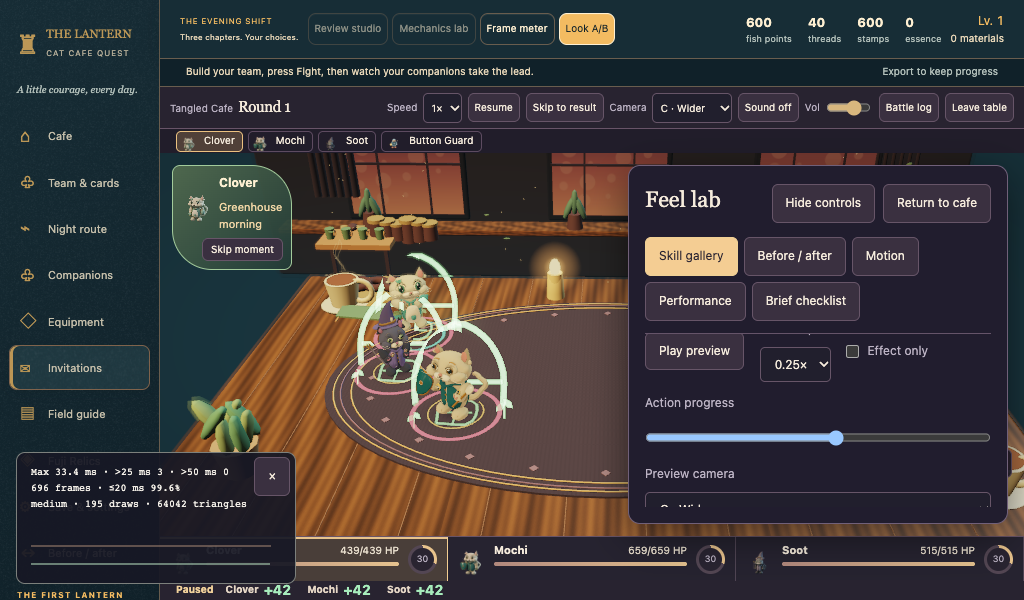 THE LANTERN
CAT CAFE QUEST
A little courage, every day.
Cafe
Team & cards
Night route
Companions
Equipment
Invitations
Field guide
THE EVENING SHIFT
Three chapters. Your choices.
Review studio
Mechanics lab
Frame meter
Look A/B
600 fish points
40 threads
600 stamps
0 essence
Lv. 1
0 materials
Build your team, press Fight, then watch your companions take the lead.
Export to keep progress
Tangled Cafe Round 1
Speed 1x Resume Skip to result Camera C · Wider Sound off Vol Battle log Leave table
Clover Mochi Soot Button Guard
Clover
Greenhouse
morning
Skip moment
Feel lab
Hide controls
Return to cafe
Skill gallery
Before / after
Motion
Performance
Brief checklist
Play preview
0.25x
Effect only
Action progress
Preview camera
Max 33.4 ms · >25 ms 3 · >50 ms 0
696 frames · ≤20 ms 99.6%
medium · 195 draws · 64042 triangles
×
Before / after
THE FIRST LANTERN
Clover 439/439 HP 30
Mochi 659/659 HP 30
Soot 515/515 HP 30
Paused Clover +42 Mochi +42 Soot +42